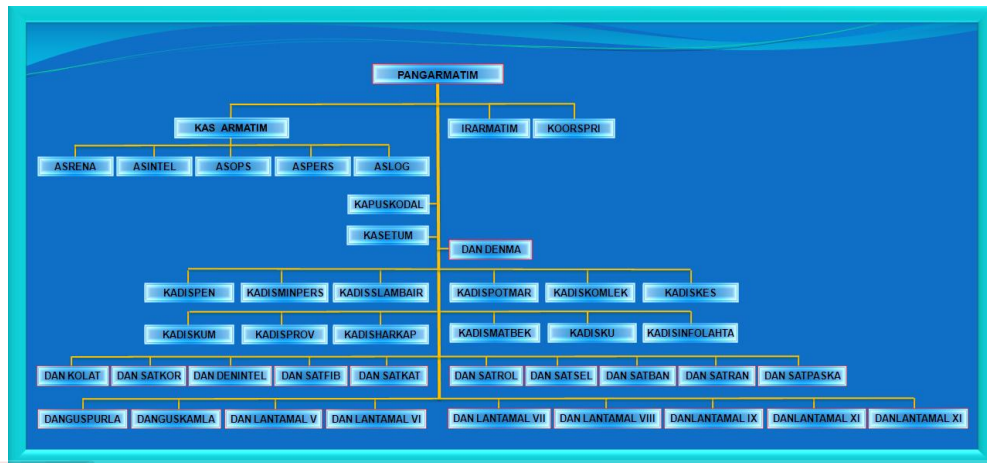 PANGARMATIM
KAS ARMATIM
IRARMATIM
KOORSPRI
ASRENA
ASINTEL
ASOPS
ASPERS
ASLOG
KAPUSKODAL
KASETUM
DAN DENMA
KADISPEN
KADISMINPERS
KADISSLAMBAIR
KADISPOTMAR
KADISKOMLEK
KADISKES
KADISKUM
KADISPROV
KADISHARKAP
KADISMATBEK
KADISKU
KADISINFOLAHTA
DAN KOLAT
DAN SATKOR
DAN DENINTEL
DAN SATFIB
DAN SATKAT
DAN SATROL
DAN SATSEL
DAN SATBAN
DAN SATRAN
DAN SATPASKA
DANGUSPURLA
DANGUSKAMLA
DAN LANTAMAL V
DAN LANTAMAL VI
DAN LANTAMAL VII
DAN LANTAMAL VIII
DANLANTAMAL IX
DANLANTAMAL XI
DANLANTAMAL XI